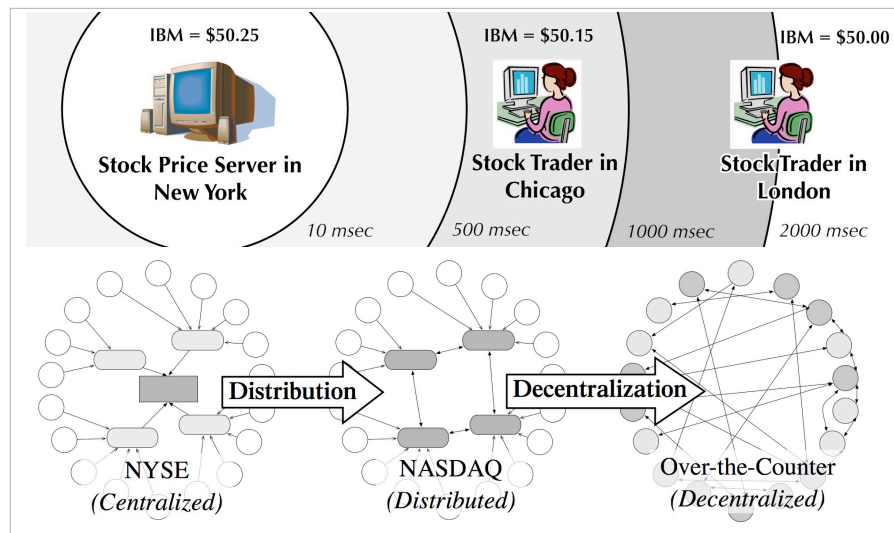 IBM = $50.25
IBM = $50.15
IBM = $50.00
Stock Price Server in
New York
Stock Trader in
Chicago
Stock Trader in
London
10 msec
500 msec
1000 msec
2000 msec
Distribution
Decentralization
NYSE
(Centralized)
NASDAQ
(Distributed)
Over-the-Counter
(Decentralized)